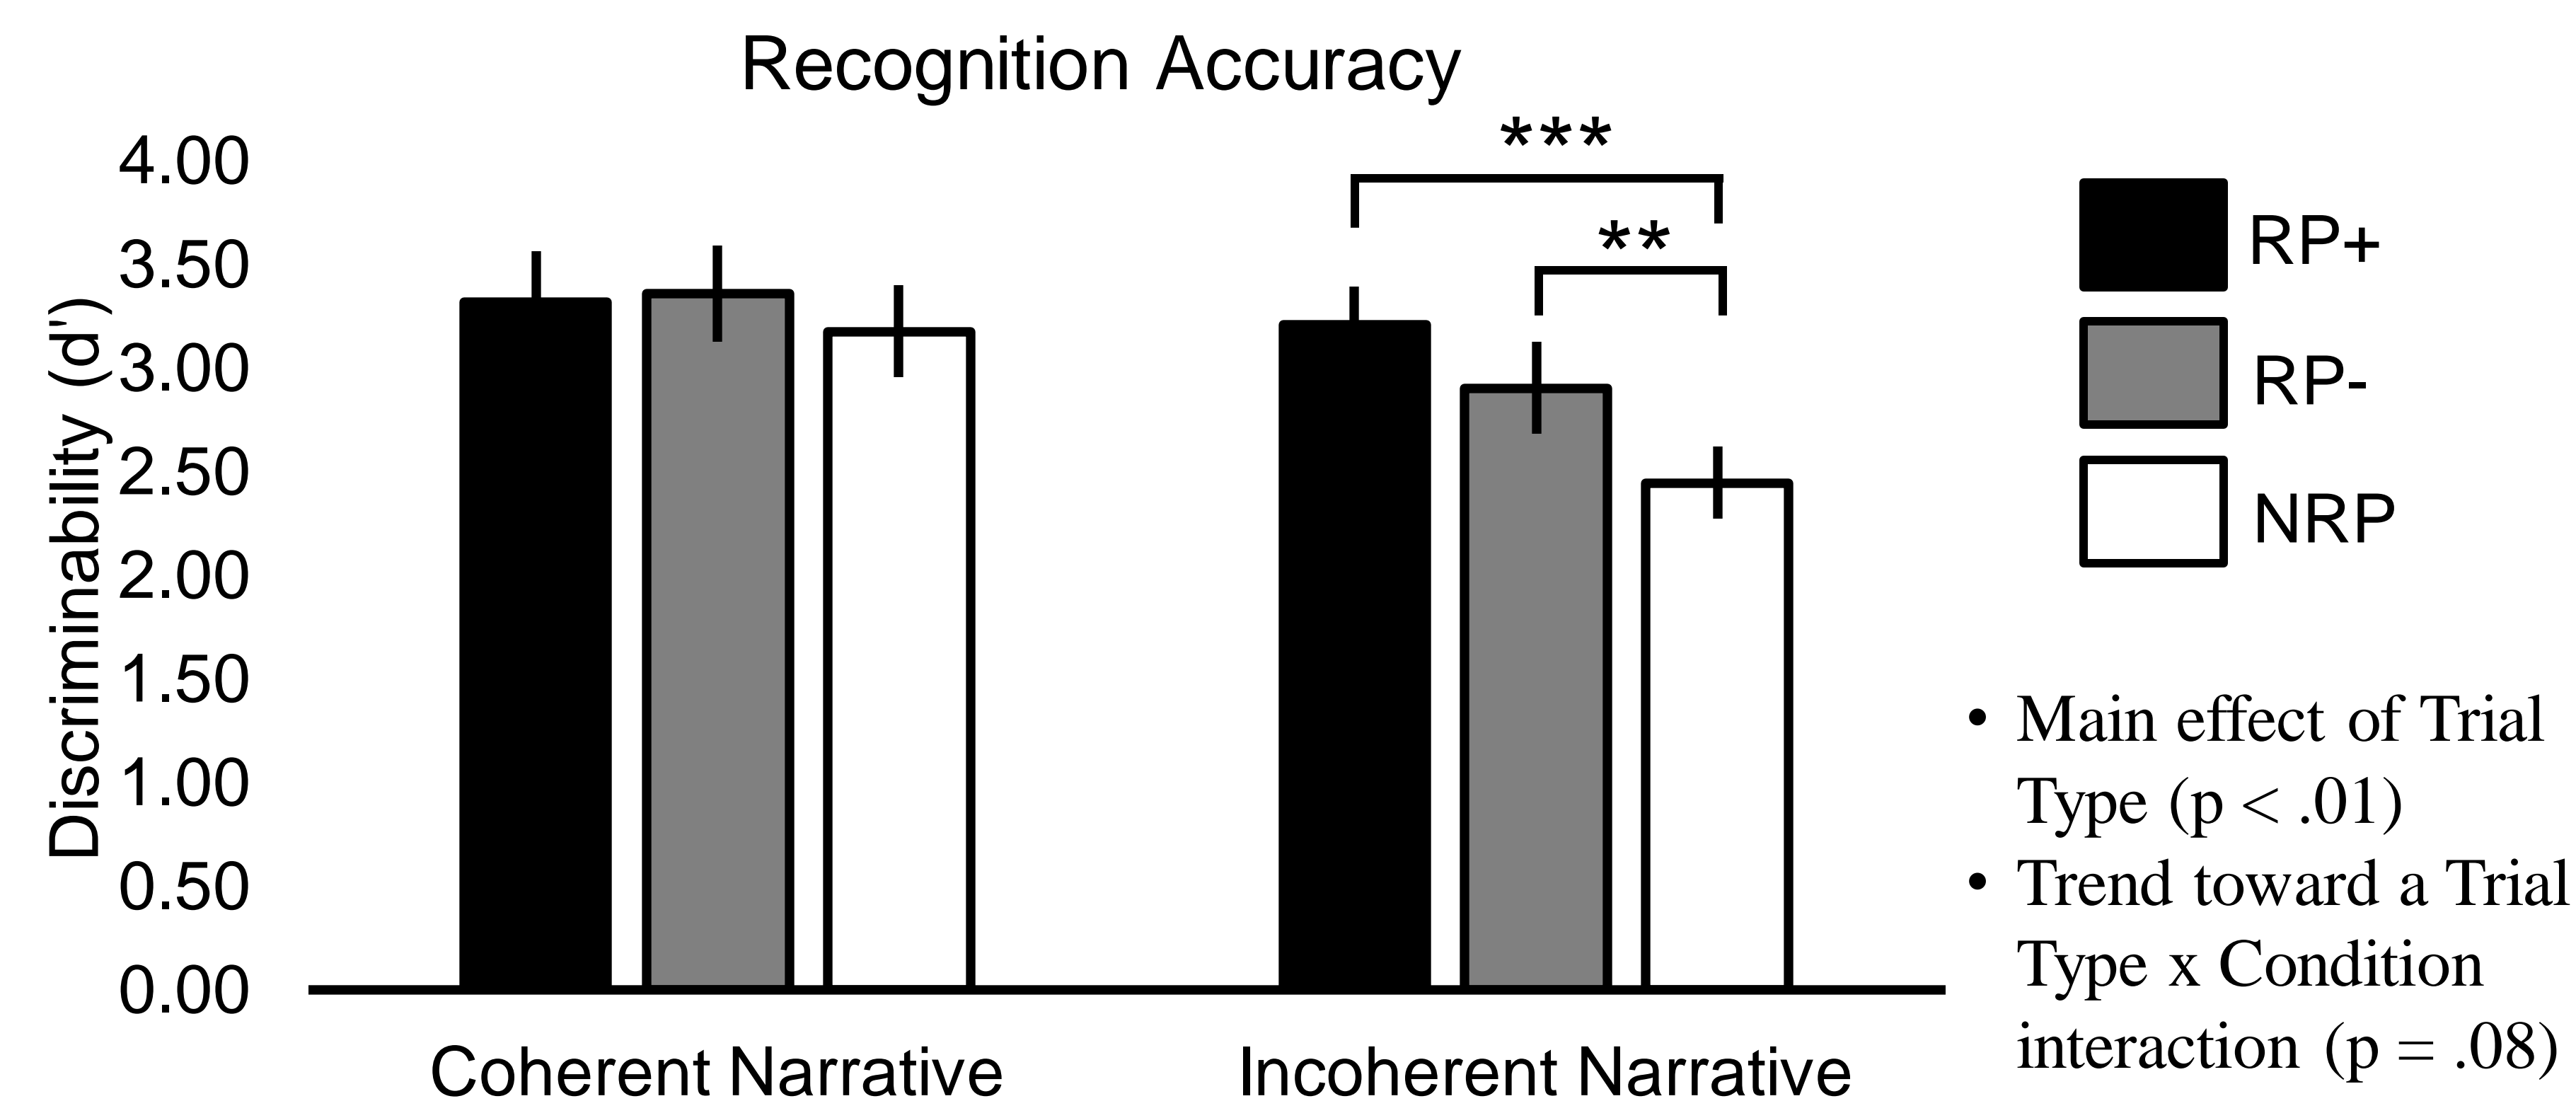 Recognition Accuracy
Discriminability (d')
4.00
3.50
3.00
2.50
2.00
1.50
1.00
0.50
0.00
***
**
Coherent Narrative
Incoherent Narrative
RP+
RP-
NRP
• Main effect of Trial
Type (p < .01)
• Trend toward a Trial
Type x Condition
interaction (p = .08)